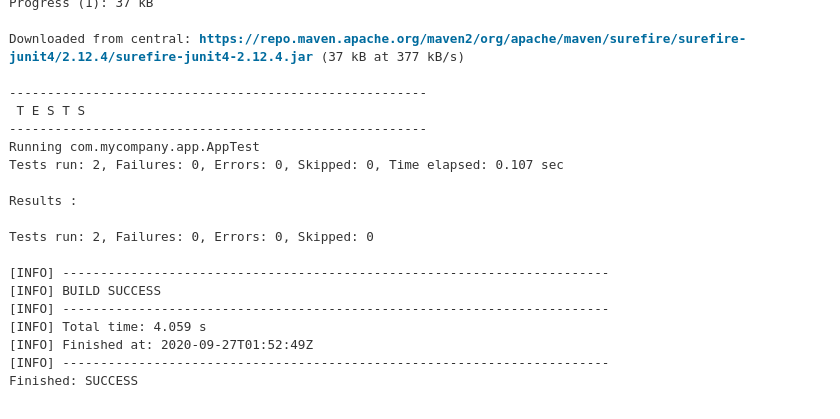 Progress (1): 37 kB
Downloaded from central: https://repo.maven.apache.org/maven2/org/apache/maven/surefire/surefire-
junit4/2.12.4/surefire-junit4-2.12.4.jar (37 kB at 377 kB/s)
-------------------------------------------------------
T E S T S
-------------------------------------------------------
Running com.mycompany.app.AppTest
Tests run: 2, Failures: 0, Errors: 0, Skipped: 0, Time elapsed: 0.107 sec
Results :
Tests run: 2, Failures: 0, Errors: 0, Skipped: 0
[INFO] ------------------------------------------------------------------------
[INFO] BUILD SUCCESS
[INFO] ------------------------------------------------------------------------
[INFO] Total time: 4.059 s
[INFO] Finished at: 2020-09-27T01:52:49Z
[INFO] ------------------------------------------------------------------------
Finished: SUCCESS